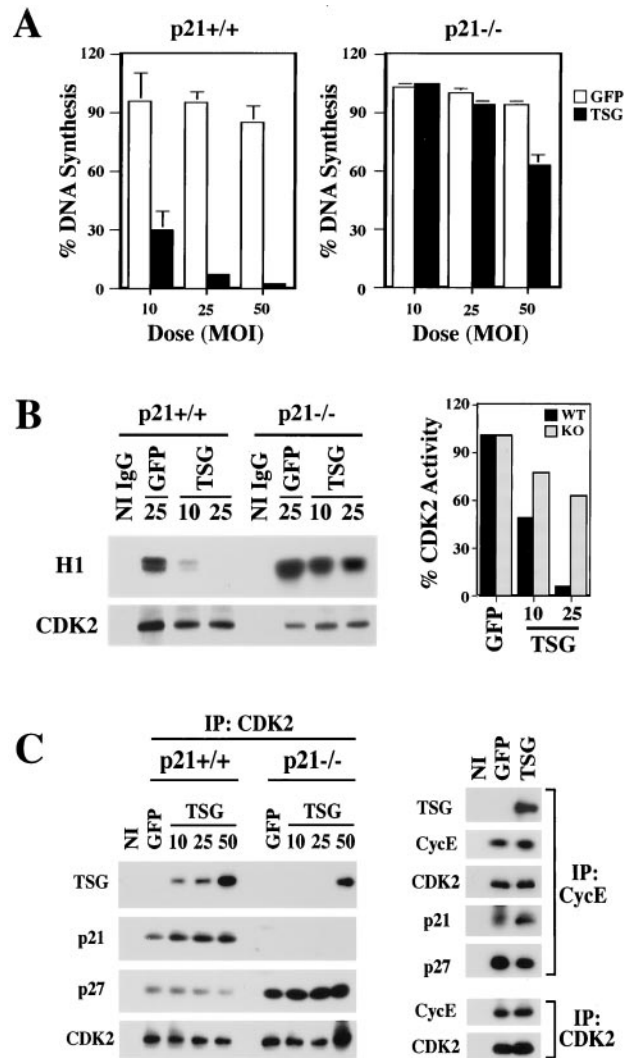 A
p21+/+
p21-/-
120
90
60
30
0
% DNA Synthesis
10 25 50
Dose (MOI)
120
90
60
30
0
% DNA Synthesis
10 25 50
Dose (MOI)
GFP
TSG
B
p21+/+ p21-/-
NI IgG GFP TSG NI IgG GFP TSG
25 10 25 25 10 25
H1
CDK2
120
90
60
30
0
% CDK2 Activity
WT
KO
GFP 10 25
TSG
C
IP: CDK2
p21+/+ p21-/-
NI GFP TSG GFP TSG
10 25 50 10 25 50
TSG
p21
p27
CDK2
NI GFP TSG
TSG
CycE
CDK2
p21
p27
IP:
CycE
CycE
CDK2
IP:
CDK2